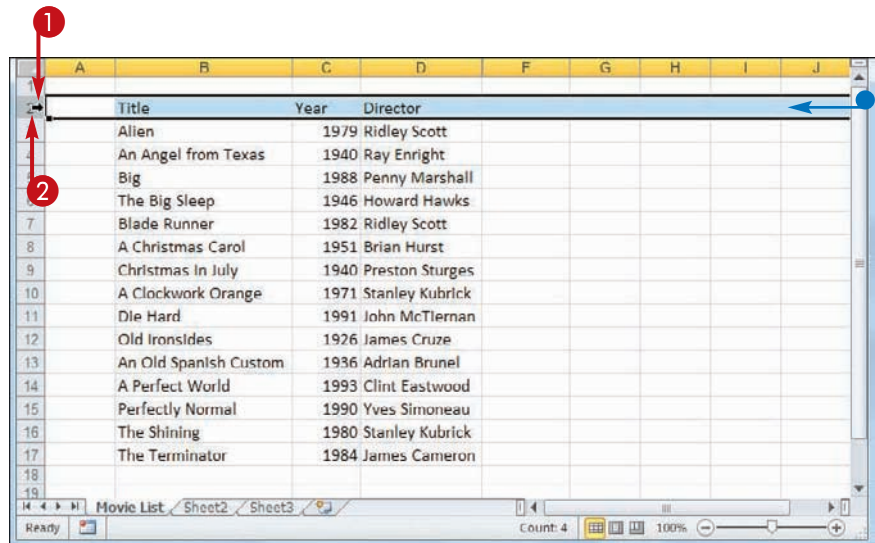 1
A B C D F G H I J
1
2 Title Year Director
Alien 1979 Ridley Scott
4 An Angel from Texas 1940 Ray Enright
Big 1988 Penny Marshall
2
6 The Big Sleep 1946 Howard Hawks
7 Blade Runner 1982 Ridley Scott
8 A Christmas Carol 1951 Brian Hurst
9 Christmas In July 1940 Preston Sturges
10 A Clockwork Orange 1971 Stanley Kubrick
11 Die Hard 1991 John McTiernan
12 Old Ironsides 1926 James Cruze
13 An Old Spanish Custom 1936 Adrian Brunel
14 A Perfect World 1993 Clint Eastwood
15 Perfectly Normal 1990 Yves Simoneau
16 The Shining 1980 Stanley Kubrick
17 The Terminator 1984 James Cameron
18
19
Movie List Sheet2 Sheet3
Ready Count: 4 100%